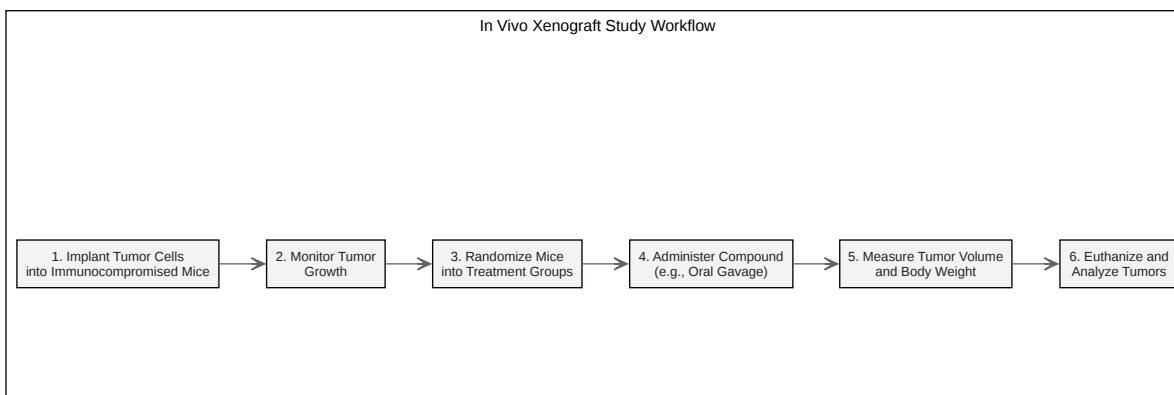 In Vivo Xenograft Study Workflow
1. Implant Tumor Cells
into Immunocompromised Mice
2. Monitor Tumor
Growth
3. Randomize Mice
into Treatment Groups
4. Administer Compound
(e.g., Oral Gavage)
5. Measure Tumor Volume
and Body Weight
6. Euthanize and
Analyze Tumors